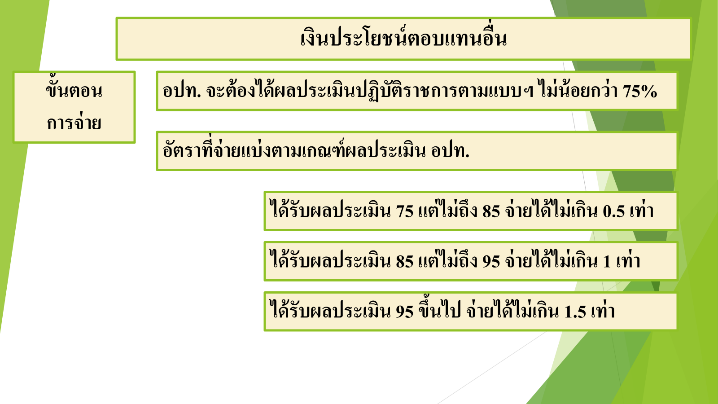 เงินประโยชน์ตอบแทนอื่น
ขั้นตอน
การจ่าย
อปท. จะต้องได้ผลประเมินปฏิบัติราชการตามแบบฯ ไม่น้อยกว่า 75%
อัตราที่จ่ายแบ่งตามเกณฑ์ผลประเมิน อปท.
ได้รับผลประเมิน 75 แต่ไม่ถึง 85 จ่ายได้ไม่เกิน 0.5 เท่า
ได้รับผลประเมิน 85 แต่ไม่ถึง 95 จ่ายได้ไม่เกิน 1 เท่า
ได้รับผลประเมิน 95 ขึ้นไป จ่ายได้ไม่เกิน 1.5 เท่า